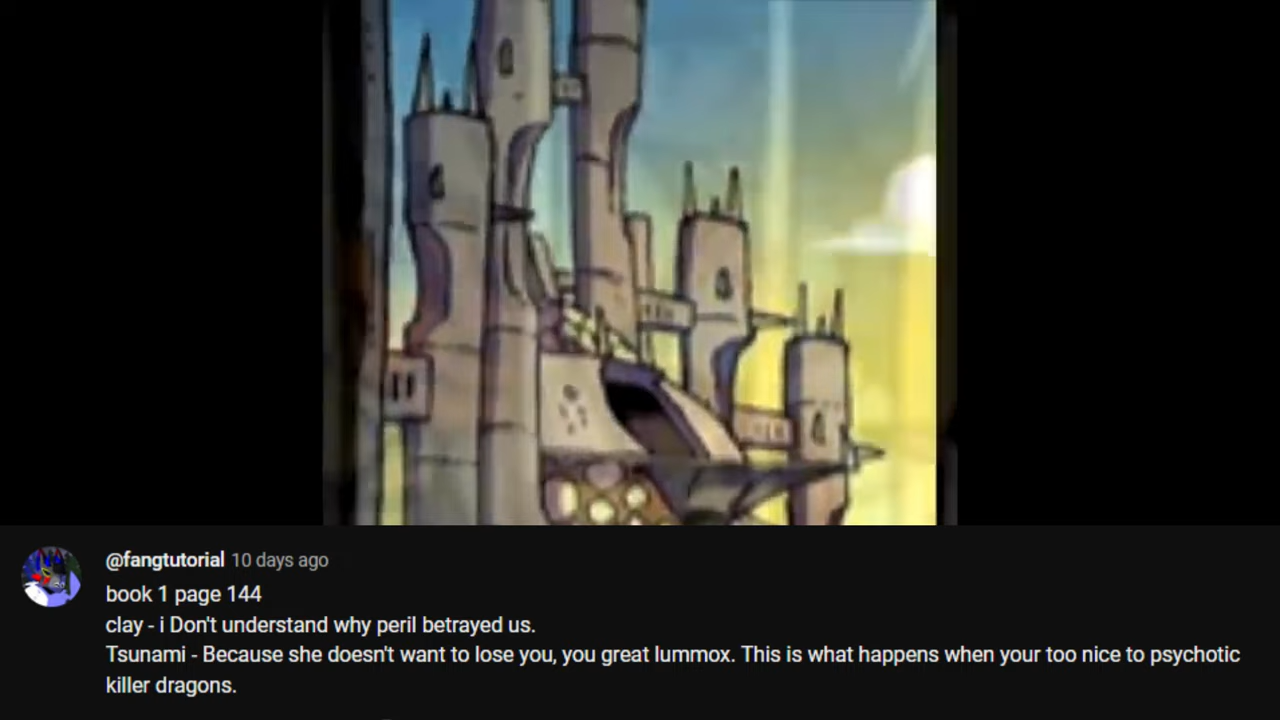 @fangtutorial 10 days ago
book 1 page 144
clay - i Don't understand why peril betrayed us.
Tsunami - Because she doesn't want to lose you, you great lummox. This is what happens when your too nice to psychotic
killer dragons.